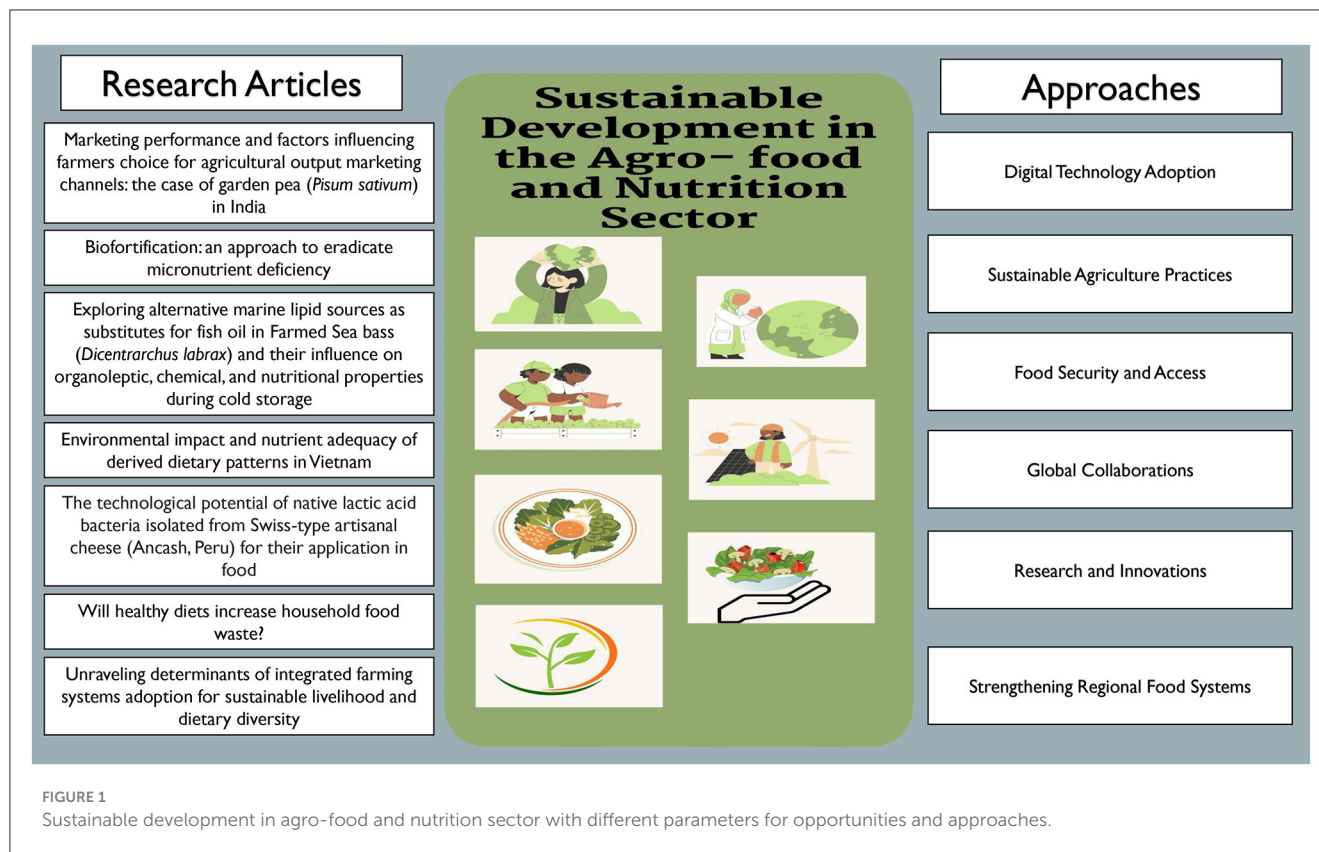 Research Articles
Marketing performance and factors influencing
farmers choice for agricultural output marketing
channels: the case of garden pea (Pisum sativum)
in India
Biofortification: an approach to eradicate
micronutrient deficiency
Exploring alternative marine lipid sources as
substitutes for fish oil in Farmed Sea bass
(Dicentrarchus labrax) and their influence on
organoleptic, chemical, and nutritional properties
during cold storage
Environmental impact and nutrient adequacy of
derived dietary patterns in Vietnam
The technological potential of native lactic acid
bacteria isolated from Swiss-type artisanal
cheese (Ancash, Peru) for their application in
food
Will healthy diets increase household food
waste?
Unraveling determinants of integrated farming
systems adoption for sustainable livelihood and
dietary diversity
Sustainable
Development in
the Agro- food
and Nutrition
Sector
Approaches
Digital Technology Adoption
Sustainable Agriculture Practices
Food Security and Access
Global Collaborations
Research and Innovations
Strengthening Regional Food Systems
FIGURE 1
Sustainable development in agro-food and nutrition sector with different parameters for opportunities and approaches.